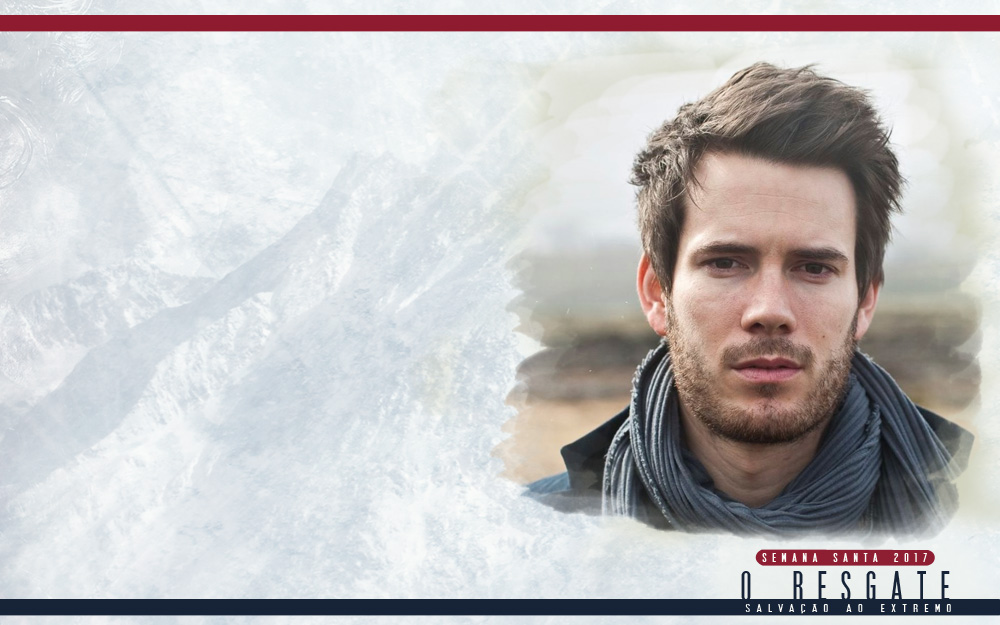 SEMANA SANTA 2017
O RESGATE
SALVAÇÃO AO EXTREMO